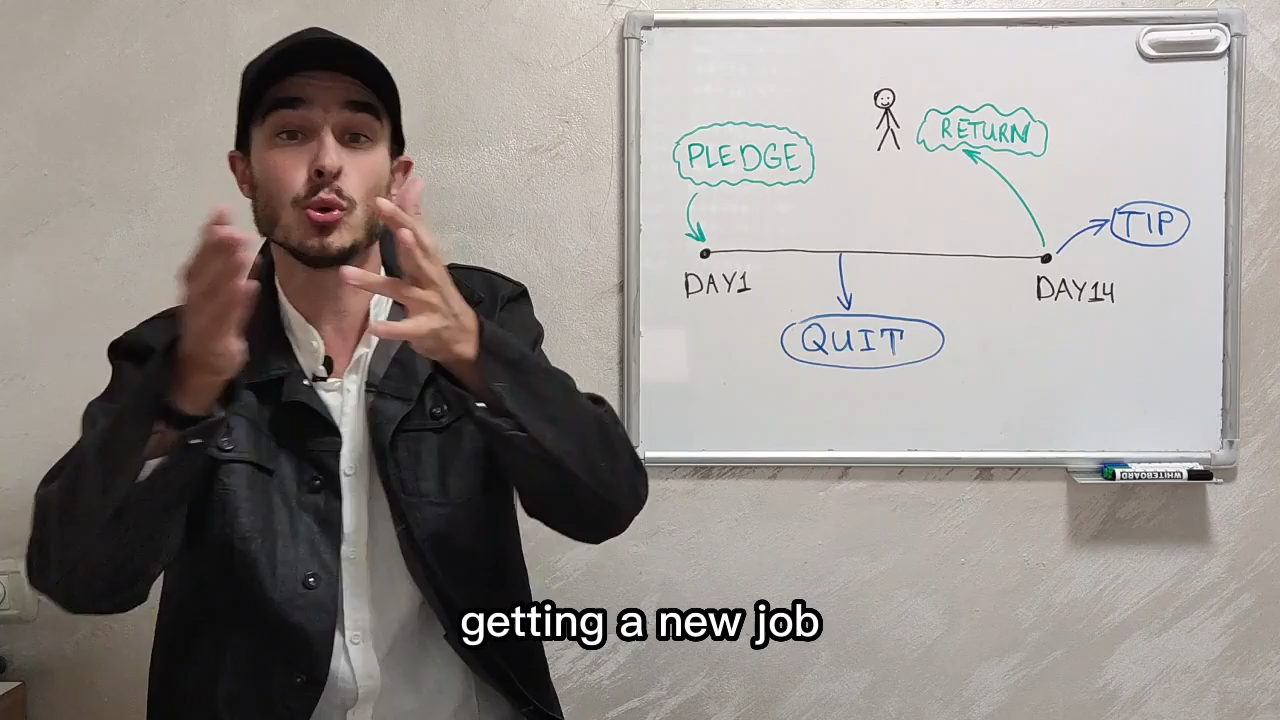 PLEDGE
RETURN
TIP
DAY1
DAY14
QUIT
WHITEBOARD
getting a new job